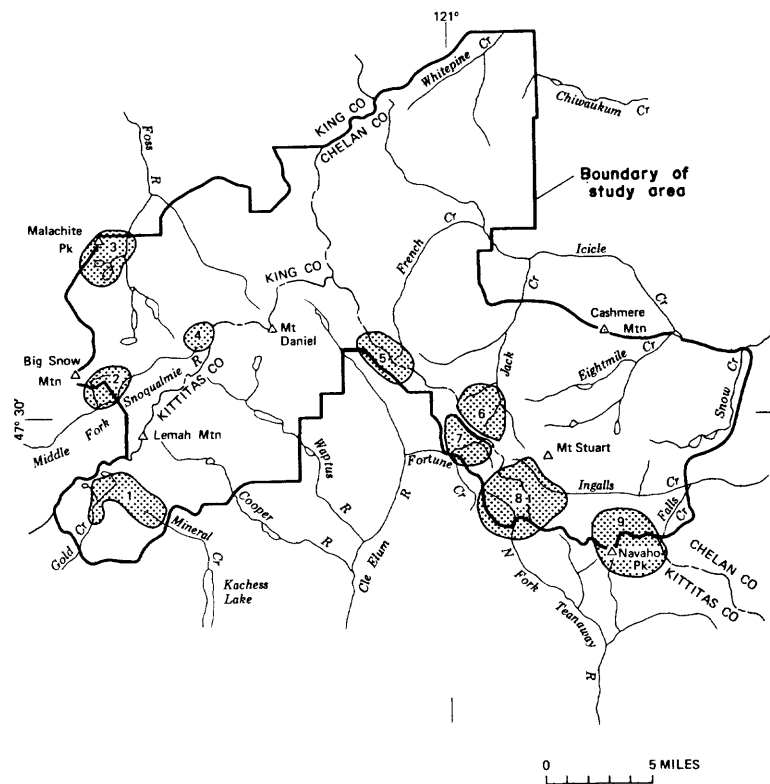 121°
Whitepine Cr
Chiwaukum Cr
KING CO
CHELAN CO
Foss R
Boundary of
study area
Malachite
Pk
3
French Cr
Icicle Cr
KING CO
Cr
Cashmere
Mtn
4
Mt
Daniel
5
Big Snow
Mtn
2
Snoqualmie R
KITTITAS CO
Jack
Eightmile Cr
Snow Cr
47° 30'
Middle Fork
Lemah Mtn
6
7
Waptus R
Fortune Cr
Mt Stuart
Ingalls Cr
Falls Cr
1
8
9
Gold Cr
Mineral Cr
Cooper R
Cle Elum R
N Fork Teanaway R
Navaho
Pk
CHELAN CO
KITTITAS CO
Kachess
Lake
0 5 MILES